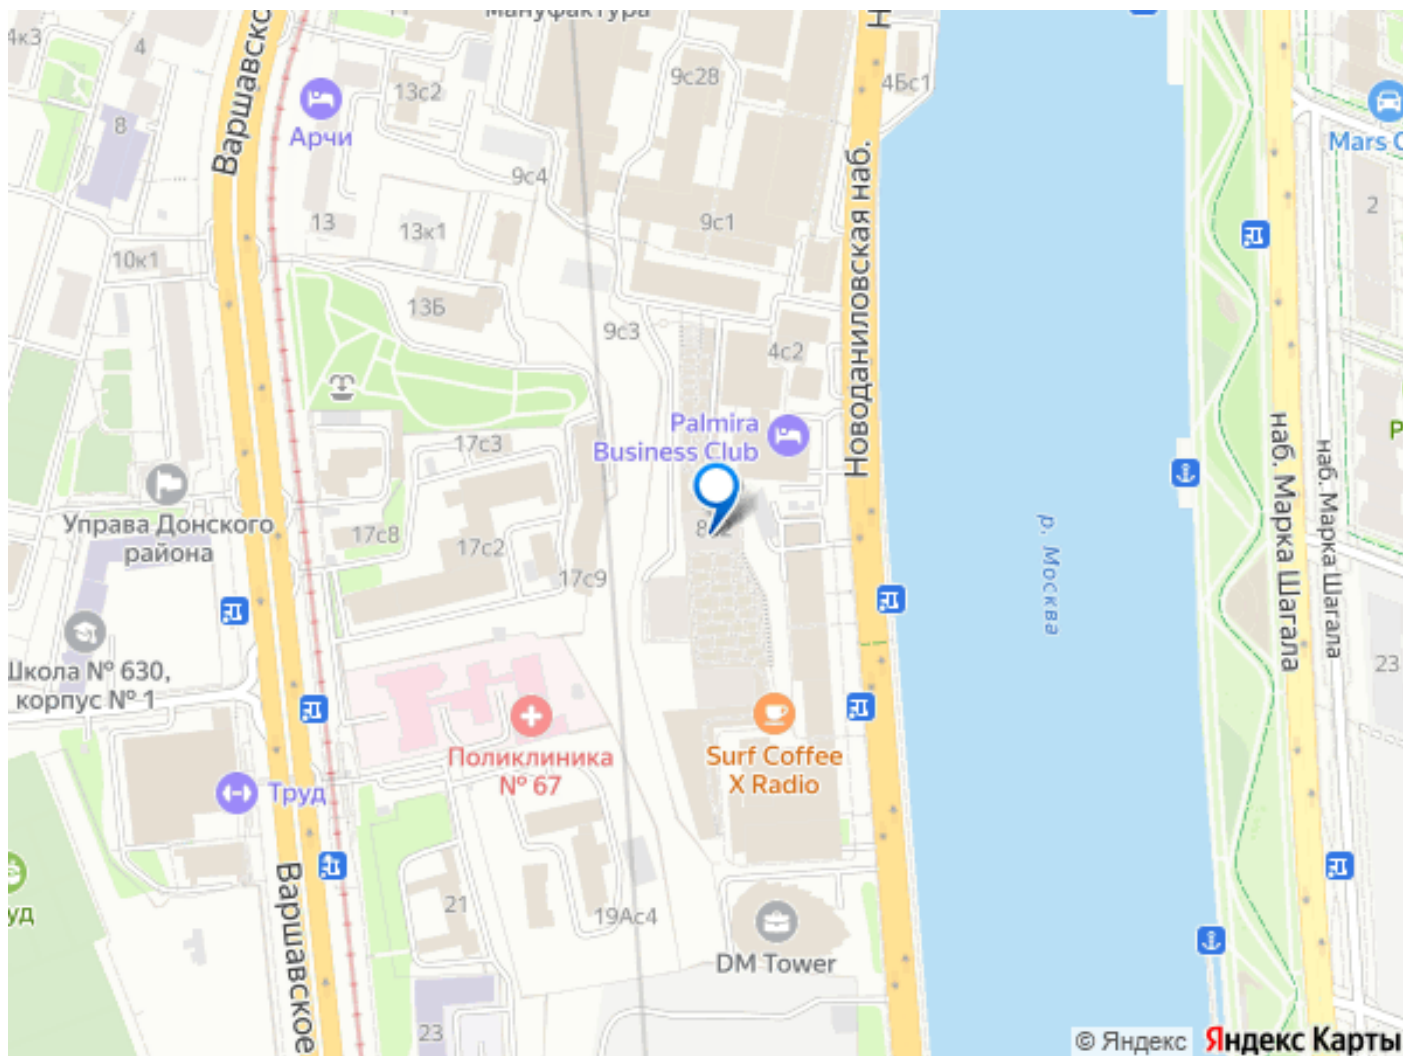 мануфактура
Варшавско
4к3
4
9с28
13с2
4Бс1
Арчи
8
Mars C
9с4
13
13к1
9с1
2
10к1
13Б
9с3
4с2
Новоданиловская наб.
Palmira
Business Club
17с3
Управа Донского
района
17с8
17с2
17с9
р. Москва
наб. Марка Шагала
наб. Марка Шагала
Школа № 630,
корпус № 1
23
Поликлиника
№ 67
Surf Coffee
X Radio
Труд
Варшавское
уд
21
19Ас4
DM Tower
23
© Яндекс
Яндекс Карты